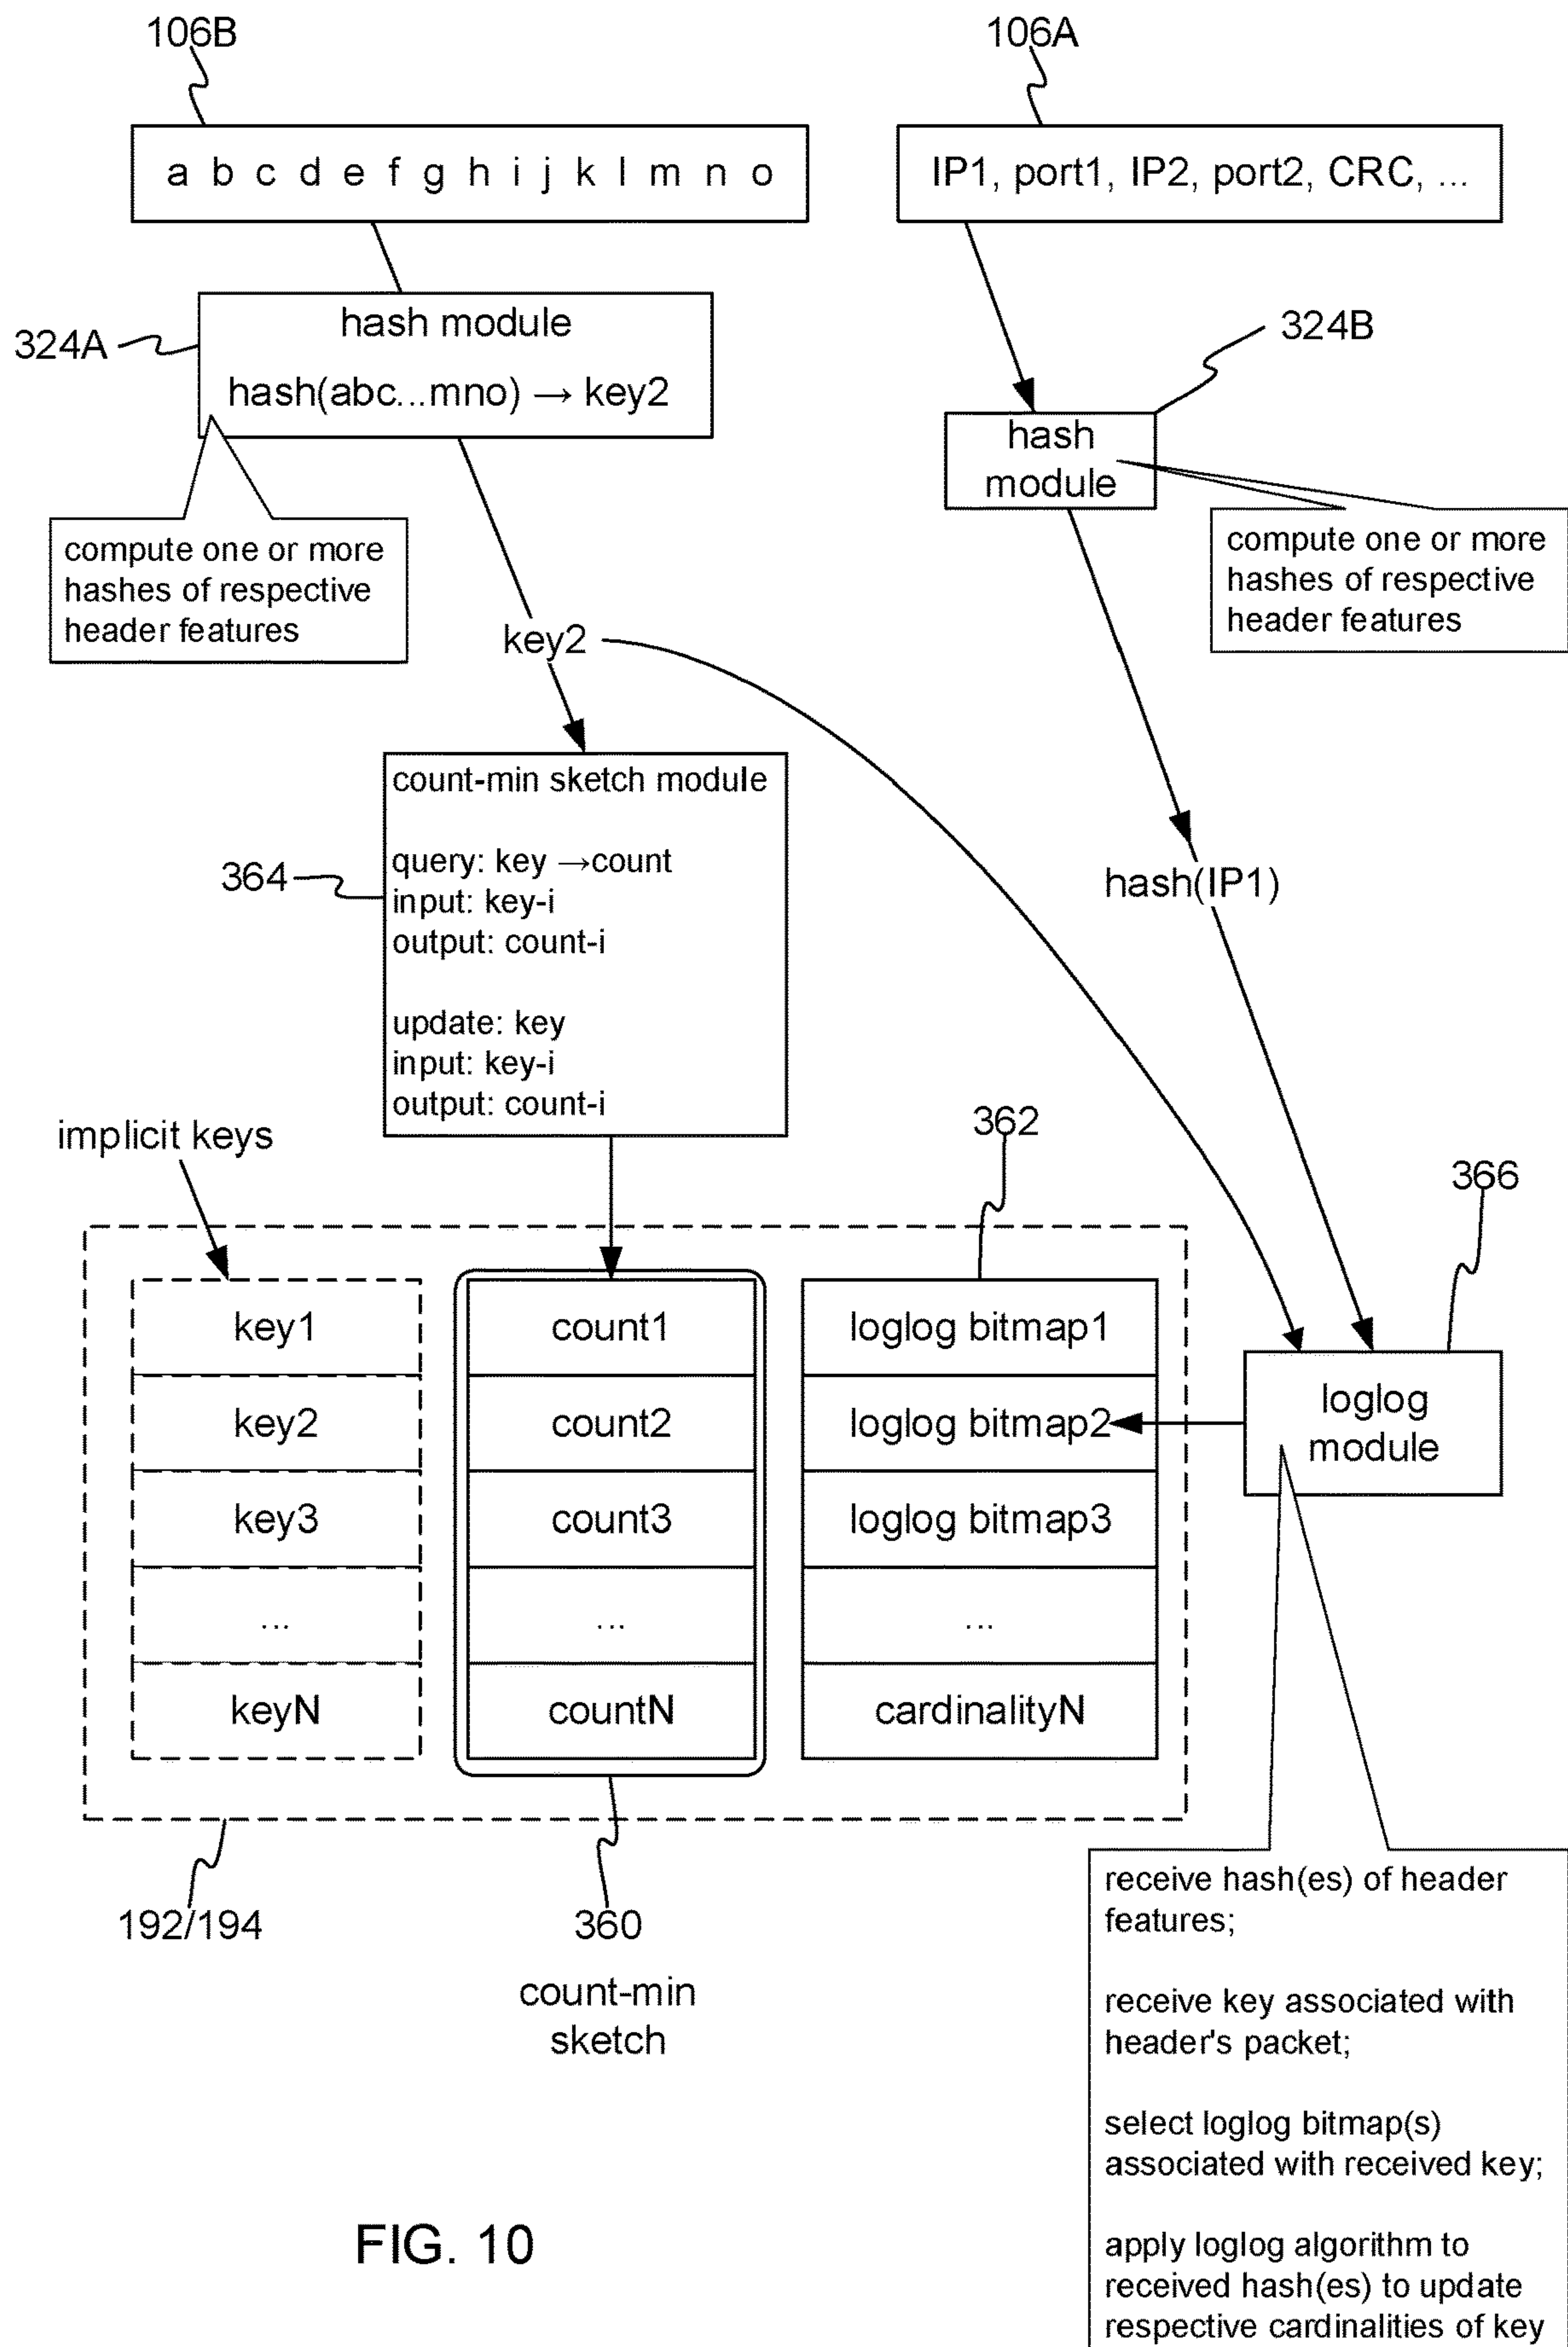 106B
106A
a b c d e f g h i j k l m n o
IP1, port1, IP2, port2, CRC, ...
324A
hash module
hash(abc...mno) → key2
324B
hash
module
compute one or more
hashes of respective
header features
compute one or more
hashes of respective
header features
key2
count-min sketch module
query: key →count
input: key-i
output: count-i
update: key
input: key-i
output: count-i
364
hash(IP1)
implicit keys
362
366
key1
count1
loglog bitmap1
key2
count2
loglog bitmap2
key3
count3
loglog bitmap3
...
...
...
keyN
countN
cardinalityN
loglog
module
192/194
360
count-min
sketch
receive hash(es) of header
features;
receive key associated with
header's packet;
select loglog bitmap(s)
associated with received key;
apply loglog algorithm to
received hash(es) to update
respective cardinalities of key
FIG. 10